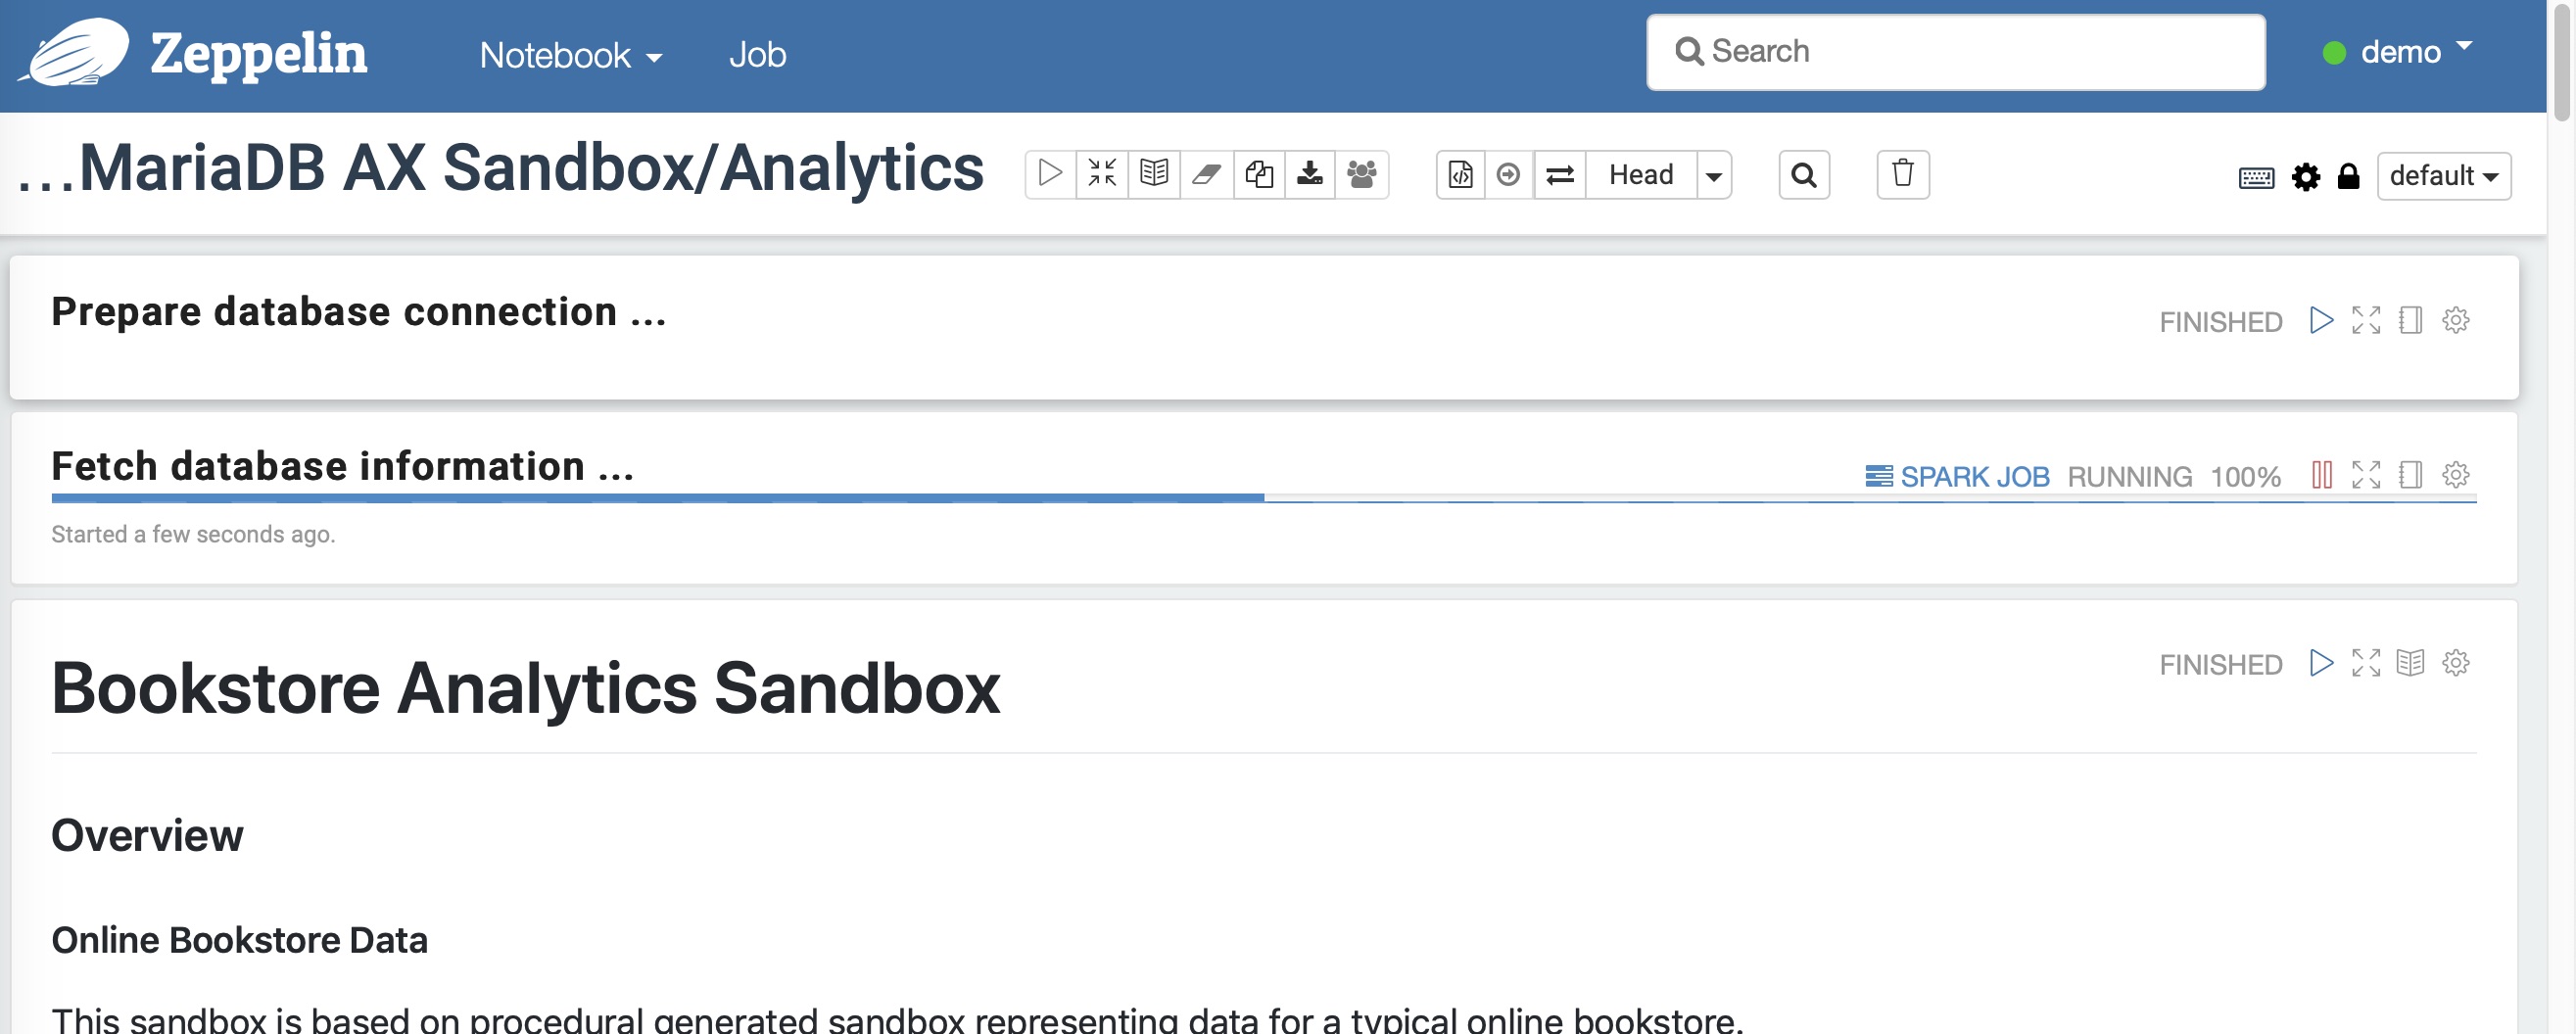 Zeppelin Notebook Job Search demo
...MariaDB AX Sandbox/Analytics Head default
Prepare database connection ... FINISHED
Fetch database information ... SPARK JOB RUNNING 100%
Started a few seconds ago.
Bookstore Analytics Sandbox FINISHED
Overview
Online Bookstore Data
This sandbox is based on procedural generated sandbox representing data for a typical online bookstore.